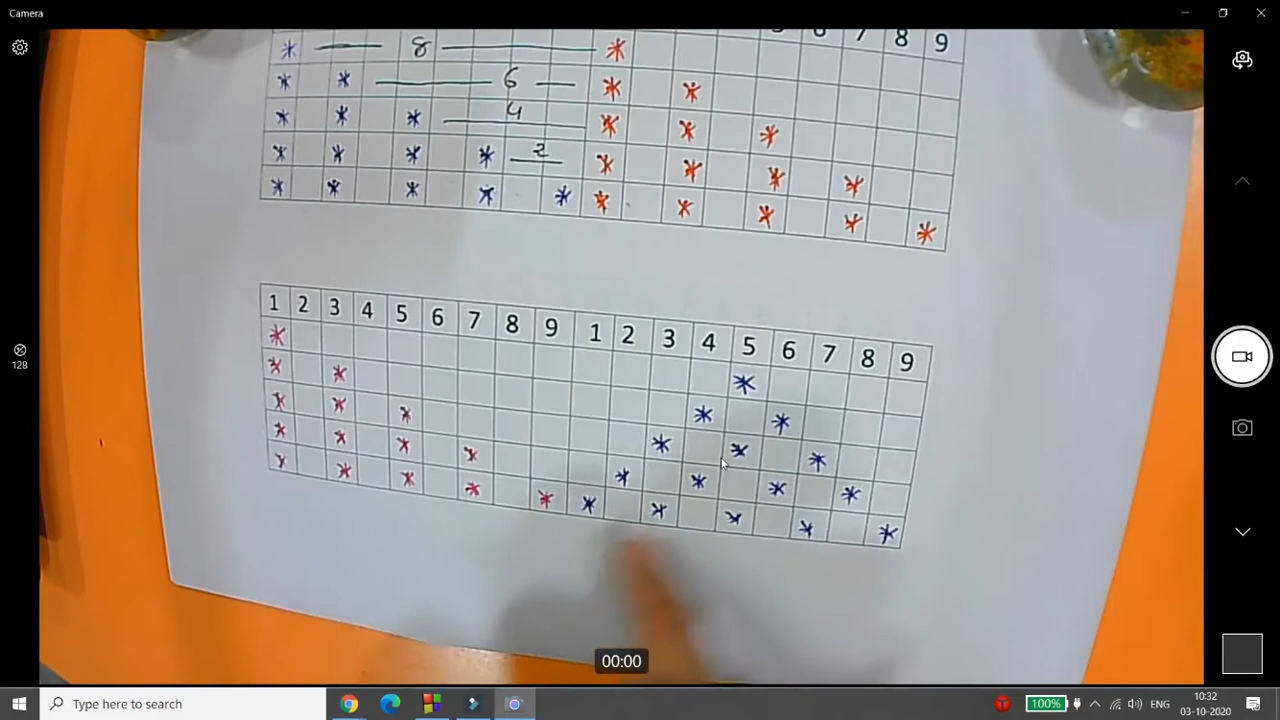 Camera
5 6 7 8 9
* 8 *
* * 6 * *
* * * 4 * * *
* * * * 2 * * * *
* * * * * * * * * *
1 2 3 4 5 6 7 8 9 1 2 3 4 5 6 7 8 9
* *
* * * *
* * * * * *
* * * * * * * *
* * * * * * * * * *
128
00:00
Type here to search
100%
ENG
10:32
03-10-2020